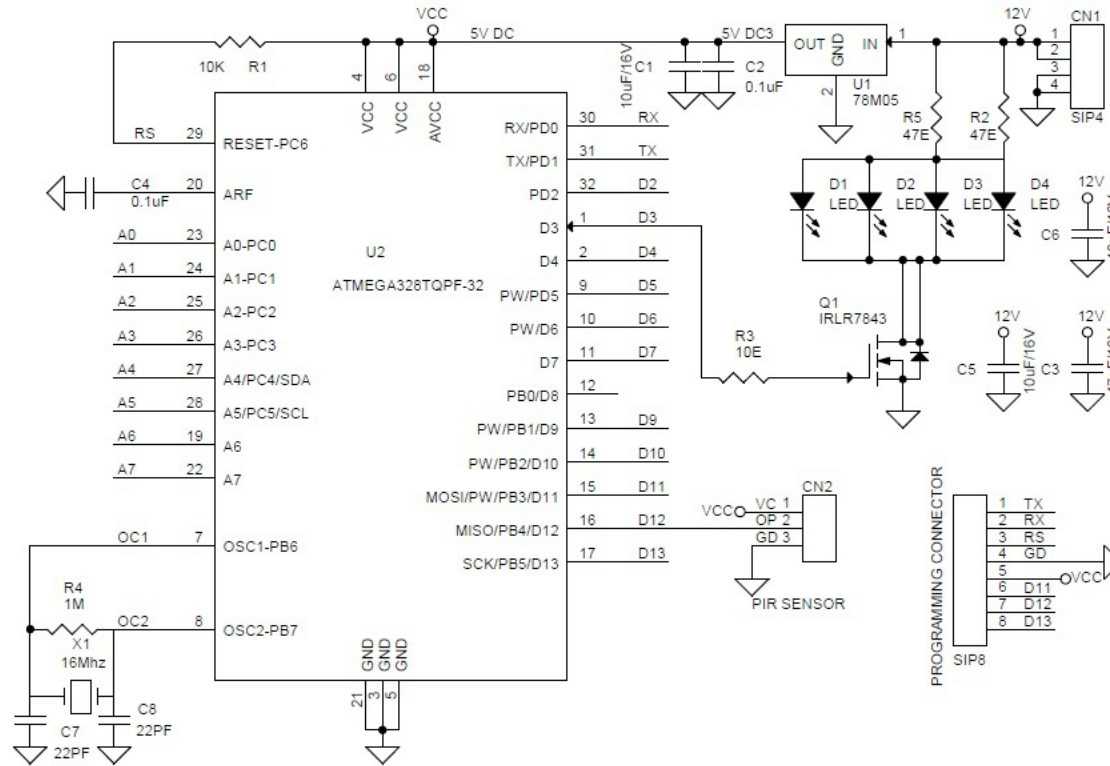 VCC
5V DC
5V DC3
OUT
GND
IN
1
12V
CN1
1
2
3
4
SIP4
10K
R1
4
6
18
VCC
VCC
AVCC
C1
10uF/16V
C2
0.1uF
2
U1
78M05
R5
47E
R2
47E
RS
29
RESET-PC6
C4
0.1uF
20
ARF
A0
23
A0-PC0
A1
24
A1-PC1
A2
25
A2-PC2
A3
26
A3-PC3
A4
27
A4/PC4/SDA
A5
28
A5/PC5/SCL
A6
19
A6
A7
22
A7
OC1
7
OSC1-PB6
R4
1M
OC2
8
OSC2-PB7
X1
16Mhz
C7
22PF
C8
22PF
U2
ATMEGA328TQPF-32
RX/PD0
30
RX
TX/PD1
31
TX
PD2
32
D2
D3
1
D3
D4
2
D4
PW/PD5
9
D5
PW/D6
10
D6
D7
11
D7
PB0/D8
12
PW/PB1/D9
13
D9
PW/PB2/D10
14
D10
MOSI/PW/PB3/D11
15
D11
MISO/PB4/D12
16
D12
SCK/PB5/D13
17
D13
GND
GND
GND
21
3
5
D1
LED
D2
LED
D3
LED
D4
LED
12V
C6
Q1
IRLR7843
R3
10E
12V
C5
10uF/16V
12V
C3
CN2
VCC
VC 1
OP 2
GD 3
PIR SENSOR
PROGRAMMING CONNECTOR
1 TX
2 RX
3 RS
4 GD
5
VCC
6 D11
7 D12
8 D13
SIP8